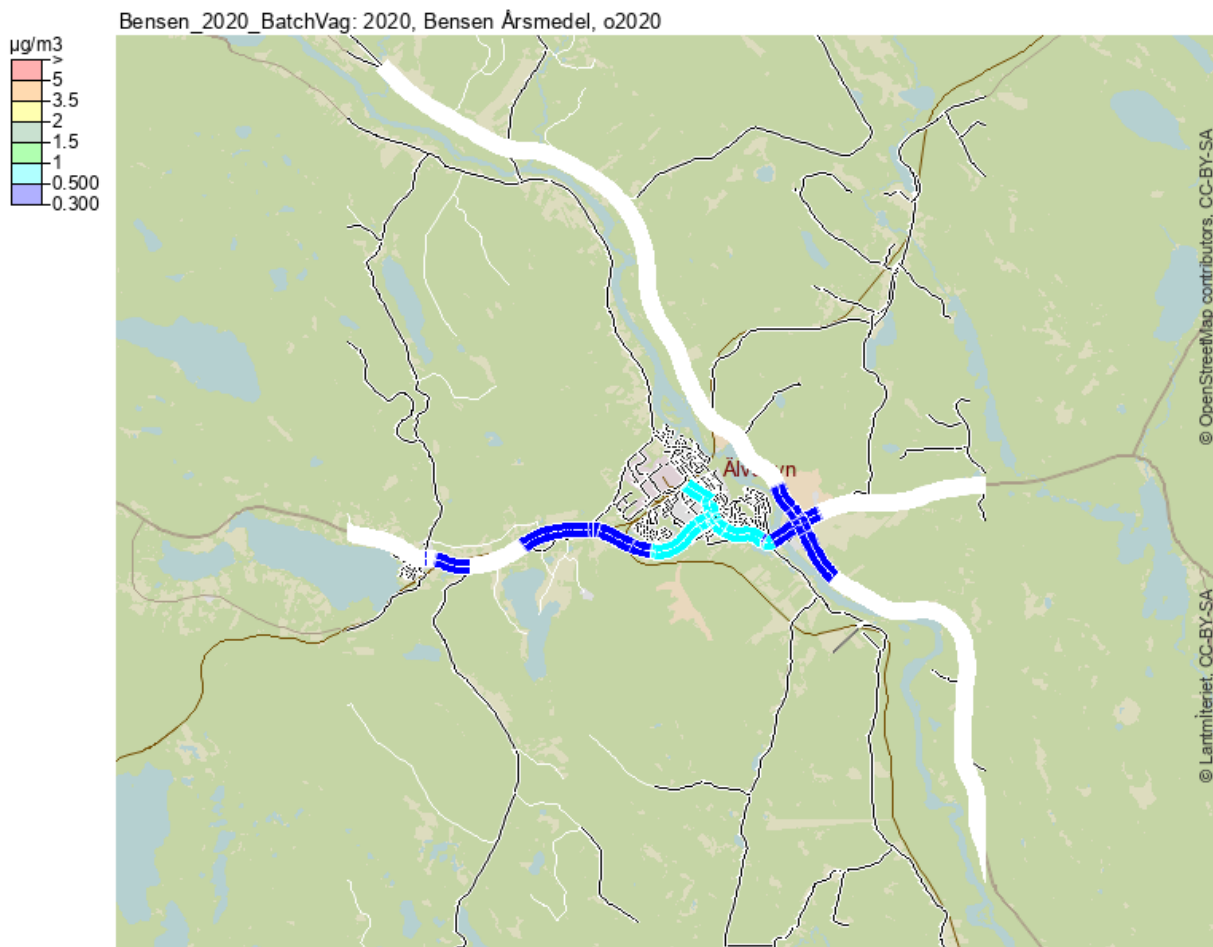 Bensen_2020_BatchVag: 2020, Bensen Årsmedel, o2020
µg/m3
>
5
3.5
2
1.5
1
0.500
0.300
© OpenStreetMap contributors, CC-BY-SA
© Lantmäteriet, CC-BY-SA